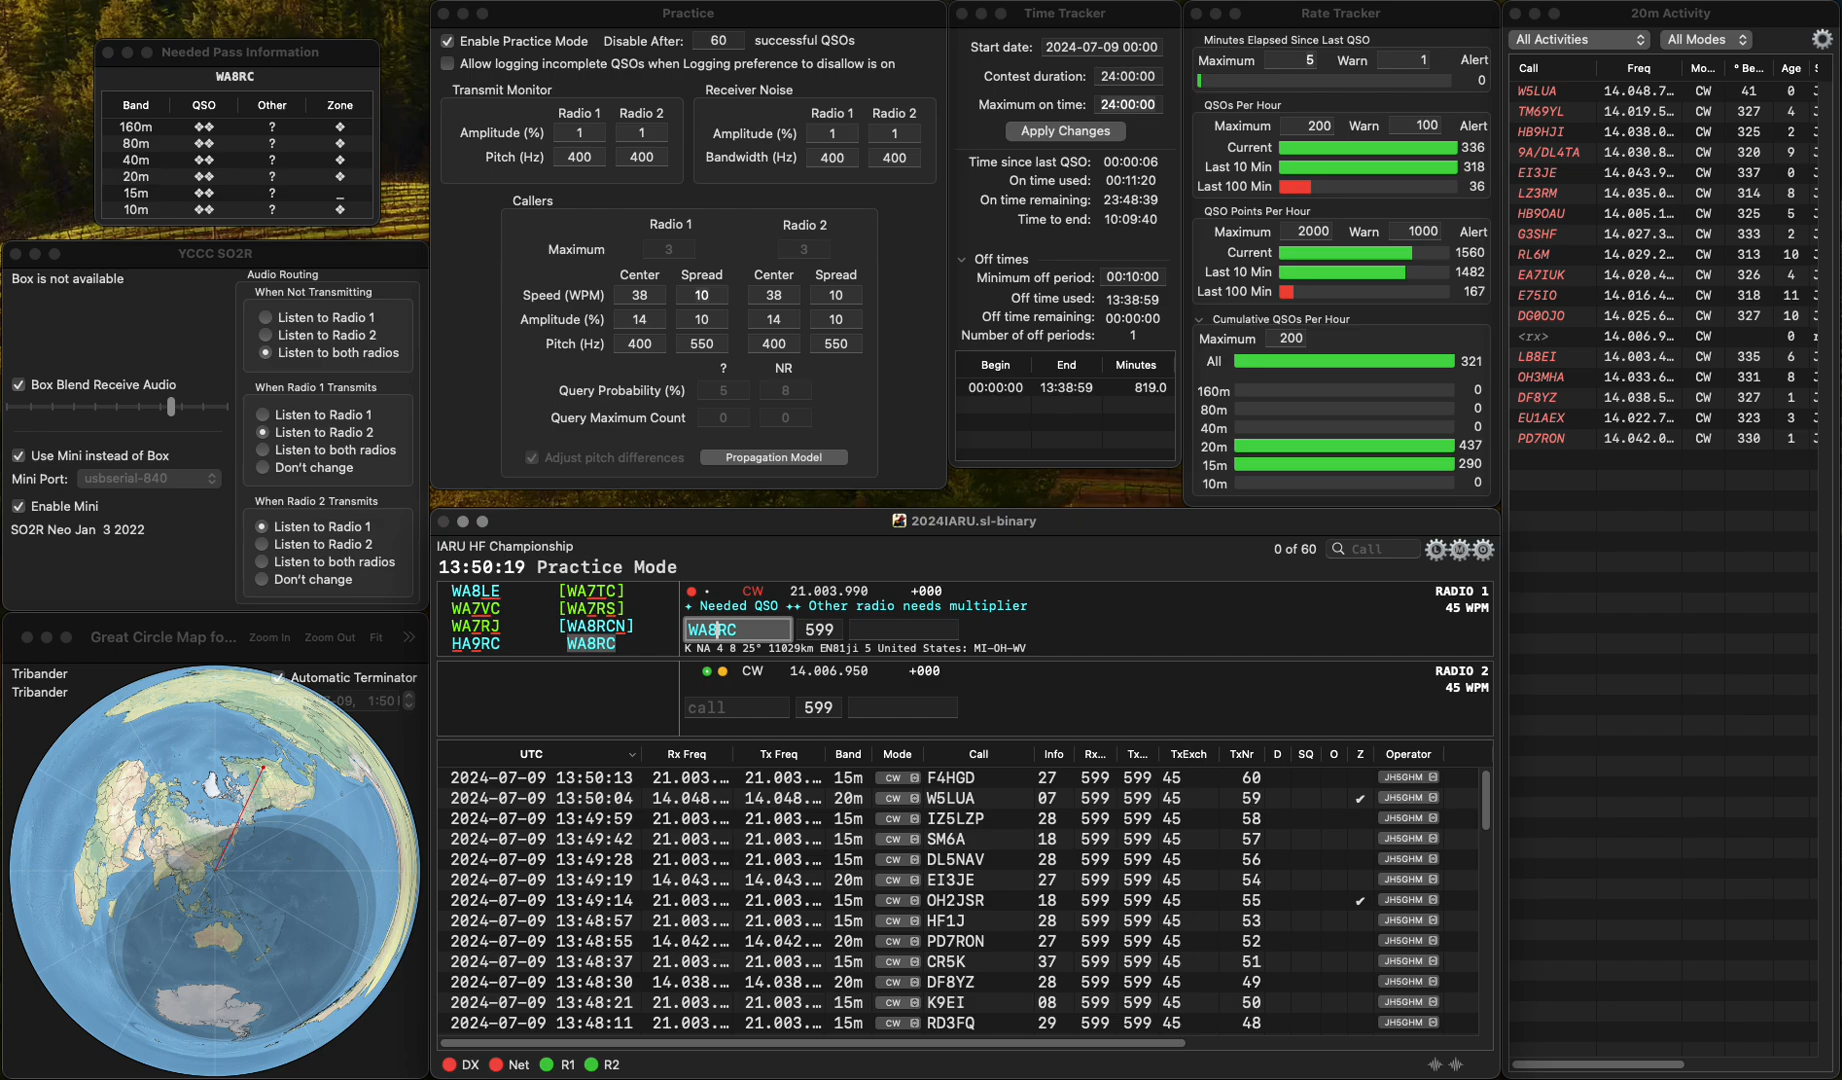 Needed Pass Information
WA8RC
Band QSO Other Zone
160m ❖❖ ? ❖
80m ❖❖ ? ❖
40m ❖❖ ? ❖
20m ❖❖ ? ❖
15m ❖❖ ? _
10m ❖❖ ? ❖
YCCC SO2R
Box is not available
Box Blend Receive Audio
Use Mini instead of Box
Mini Port: usbserial-840
Enable Mini
SO2R Neo Jan 3 2022
Audio Routing
When Not Transmitting
Listen to Radio 1
Listen to Radio 2
Listen to both radios
When Radio 1 Transmits
Listen to Radio 1
Listen to Radio 2
Listen to both radios
Don't change
When Radio 2 Transmits
Listen to Radio 1
Listen to Radio 2
Listen to both radios
Don't change
Great Circle Map fo... Zoom In Zoom Out Fit »
Tribander
Tribander
Automatic Terminator
1:50
Practice
Enable Practice Mode Disable After: 60 successful QSOs
Allow logging incomplete QSOs when Logging preference to disallow is on
Transmit Monitor
Radio 1 Radio 2
Amplitude (%) 1 1
Pitch (Hz) 400 400
Receiver Noise
Radio 1 Radio 2
Amplitude (%) 1 1
Bandwidth (Hz) 400 400
Callers
Radio 1 Radio 2
Maximum 3 3
Center Spread Center Spread
Speed (WPM) 38 10 38 10
Amplitude (%) 14 10 14 10
Pitch (Hz) 400 550 400 550
? NR
Query Probability (%) 5 8
Query Maximum Count 0 0
Adjust pitch differences Propagation Model
Time Tracker
Start date: 2024-07-09 00:00
Contest duration: 24:00:00
Maximum on time: 24:00:00
Apply Changes
Time since last QSO: 00:00:06
On time used: 00:11:20
On time remaining: 23:48:39
Time to end: 10:09:40
Off times
Minimum off period: 00:10:00
Off time used: 13:38:59
Off time remaining: 00:00:00
Number of off periods: 1
Begin End Minutes
00:00:00 13:38:59 819.0
Rate Tracker
Minutes Elapsed Since Last QSO
Maximum 5 Warn 1 Alert
0
QSOs Per Hour
Maximum 200 Warn 100 Alert
Current 336
Last 10 Min 318
Last 100 Min 36
QSO Points Per Hour
Maximum 2000 Warn 1000 Alert
Current 1560
Last 10 Min 1482
Last 100 Min 167
Cumulative QSOs Per Hour
Maximum 200
All 321
160m 0
80m 0
40m 0
20m 437
15m 290
10m 0
20m Activity
All Activities All Modes
Call Freq Mo... ° Be... Age
W5LUA 14.048.7... CW 41 0
TM69YL 14.019.5... CW 327 4
HB9HJI 14.038.0... CW 325 2
9A/DL4TA 14.030.8... CW 320 9
EI3JE 14.043.9... CW 337 0
LZ3RM 14.035.0... CW 314 8
HB9OAU 14.005.1... CW 325 5
G3SHF 14.027.3... CW 333 2
RL6M 14.029.2... CW 313 10
EA7IUK 14.020.4... CW 326 4
E75IO 14.016.4... CW 318 11
DG0OJO 14.025.6... CW 327 10
<rx> 14.006.9... CW 0
LB8EI 14.003.4... CW 335 6
OH3MHA 14.033.6... CW 331 8
DF8YZ 14.038.5... CW 327 1
EU1AEX 14.022.7... CW 323 3
PD7RON 14.042.0... CW 330 1
2024IARU.sl-binary
IARU HF Championship
0 of 60 Call
13:50:19 Practice Mode
WA8LE [WA7TC]
WA7VC [WA7RS]
WA7RJ [WA8RCN]
HA9RC WA8RC
CW 21.003.990 +000 RADIO 1
✦ Needed QSO ✦✦ Other radio needs multiplier 45 WPM
WA8RC 599
K NA 4 8 25° 11029km EN81ji 5 United States: MI-OH-WV
CW 14.006.950 +000 RADIO 2
45 WPM
call 599
UTC Rx Freq Tx Freq Band Mode Call Info Rx... Tx... TxExch TxNr D SQ O Z Operator
2024-07-09 13:50:13 21.003.... 21.003.... 15m CW F4HGD 27 599 599 45 60 JH5GHM
2024-07-09 13:50:04 14.048.... 14.048.... 20m CW W5LUA 07 599 599 45 59 ✔ JH5GHM
2024-07-09 13:49:59 21.003.... 21.003.... 15m CW IZ5LZP 28 599 599 45 58 JH5GHM
2024-07-09 13:49:42 21.003.... 21.003.... 15m CW SM6A 18 599 599 45 57 JH5GHM
2024-07-09 13:49:28 21.003.... 21.003.... 15m CW DL5NAV 28 599 599 45 56 JH5GHM
2024-07-09 13:49:19 14.043.... 14.043.... 20m CW EI3JE 27 599 599 45 54 JH5GHM
2024-07-09 13:49:14 21.003.... 21.003.... 15m CW OH2JSR 18 599 599 45 55 ✔ JH5GHM
2024-07-09 13:48:57 21.003.... 21.003.... 15m CW HF1J 28 599 599 45 53 JH5GHM
2024-07-09 13:48:55 14.042.... 14.042.... 20m CW PD7RON 27 599 599 45 52 JH5GHM
2024-07-09 13:48:37 21.003.... 21.003.... 15m CW CR5K 37 599 599 45 51 JH5GHM
2024-07-09 13:48:30 14.038.... 14.038.... 20m CW DF8YZ 28 599 599 45 49 JH5GHM
2024-07-09 13:48:21 21.003.... 21.003.... 15m CW K9EI 08 599 599 45 50 JH5GHM
2024-07-09 13:48:11 21.003.... 21.003.... 15m CW RD3FQ 29 599 599 45 48 JH5GHM
DX Net R1 R2